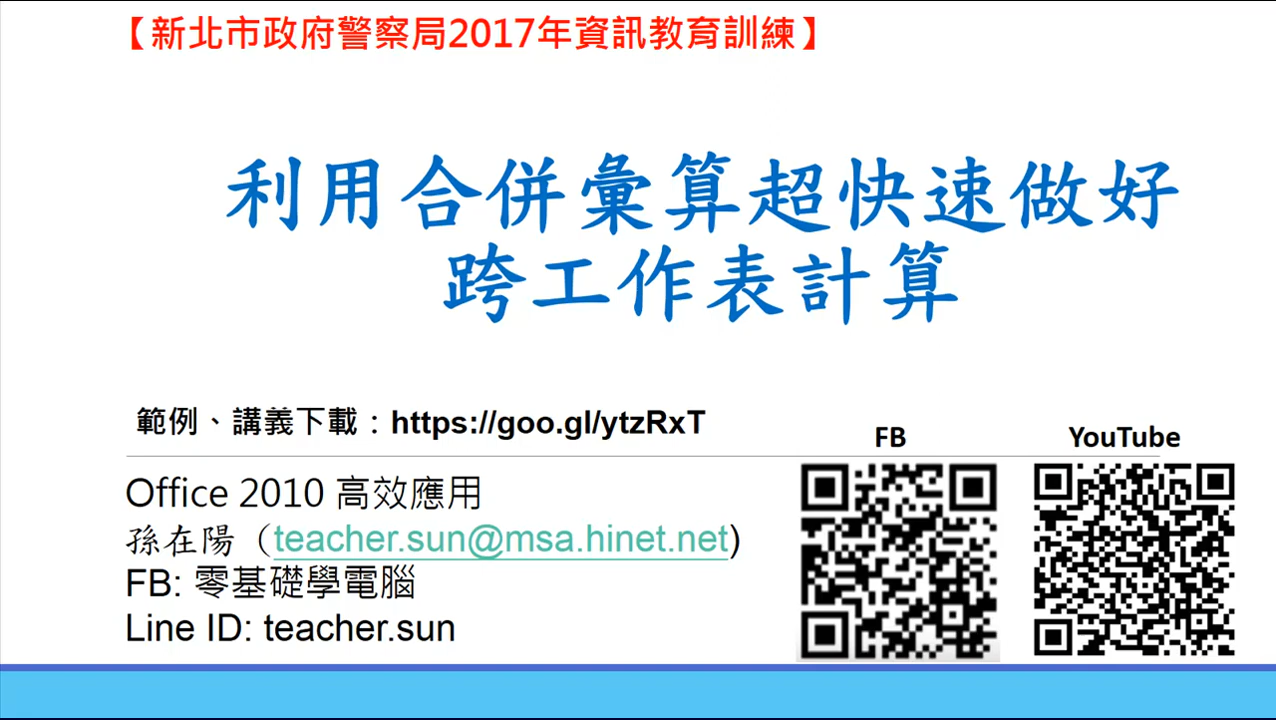 【新北市政府警察局2017年資訊教育訓練】
利用合併彙算超快速做好
跨工作表計算
範例、講義下載：https://goo.gl/ytzRxT
FB
YouTube
Office 2010 高效應用
孫在陽（teacher.sun@msa.hinet.net)
FB: 零基礎學電腦
Line ID: teacher.sun